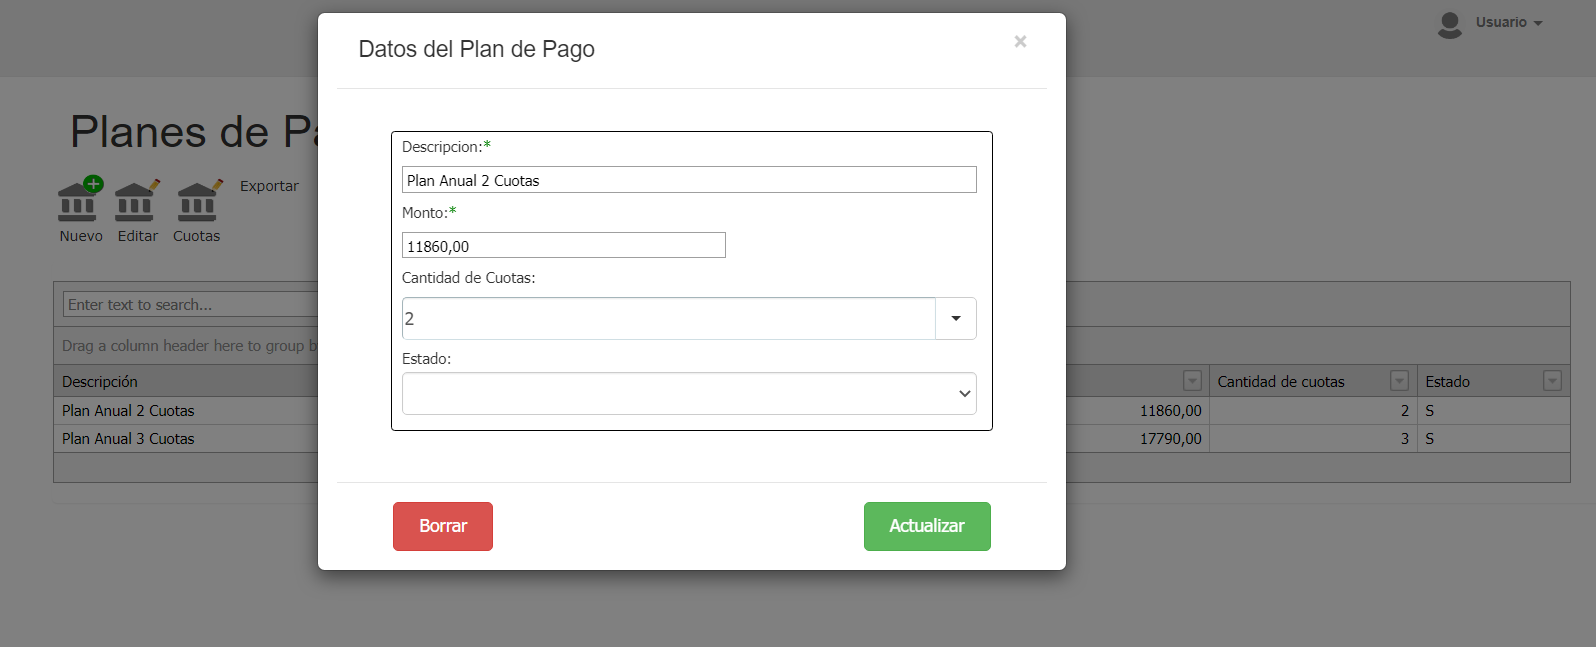 Usuario
Datos del Plan de Pago
×
Planes de Pa
Descripcion:*
Plan Anual 2 Cuotas
Monto:*
11860,00
Cantidad de Cuotas:
2
Estado:
Borrar
Actualizar
Exportar
Nuevo
Editar
Cuotas
Enter text to search...
Drag a column header here to group b
Descripción
Cantidad de cuotas
Estado
Plan Anual 2 Cuotas
11860,00
2
S
Plan Anual 3 Cuotas
17790,00
3
S